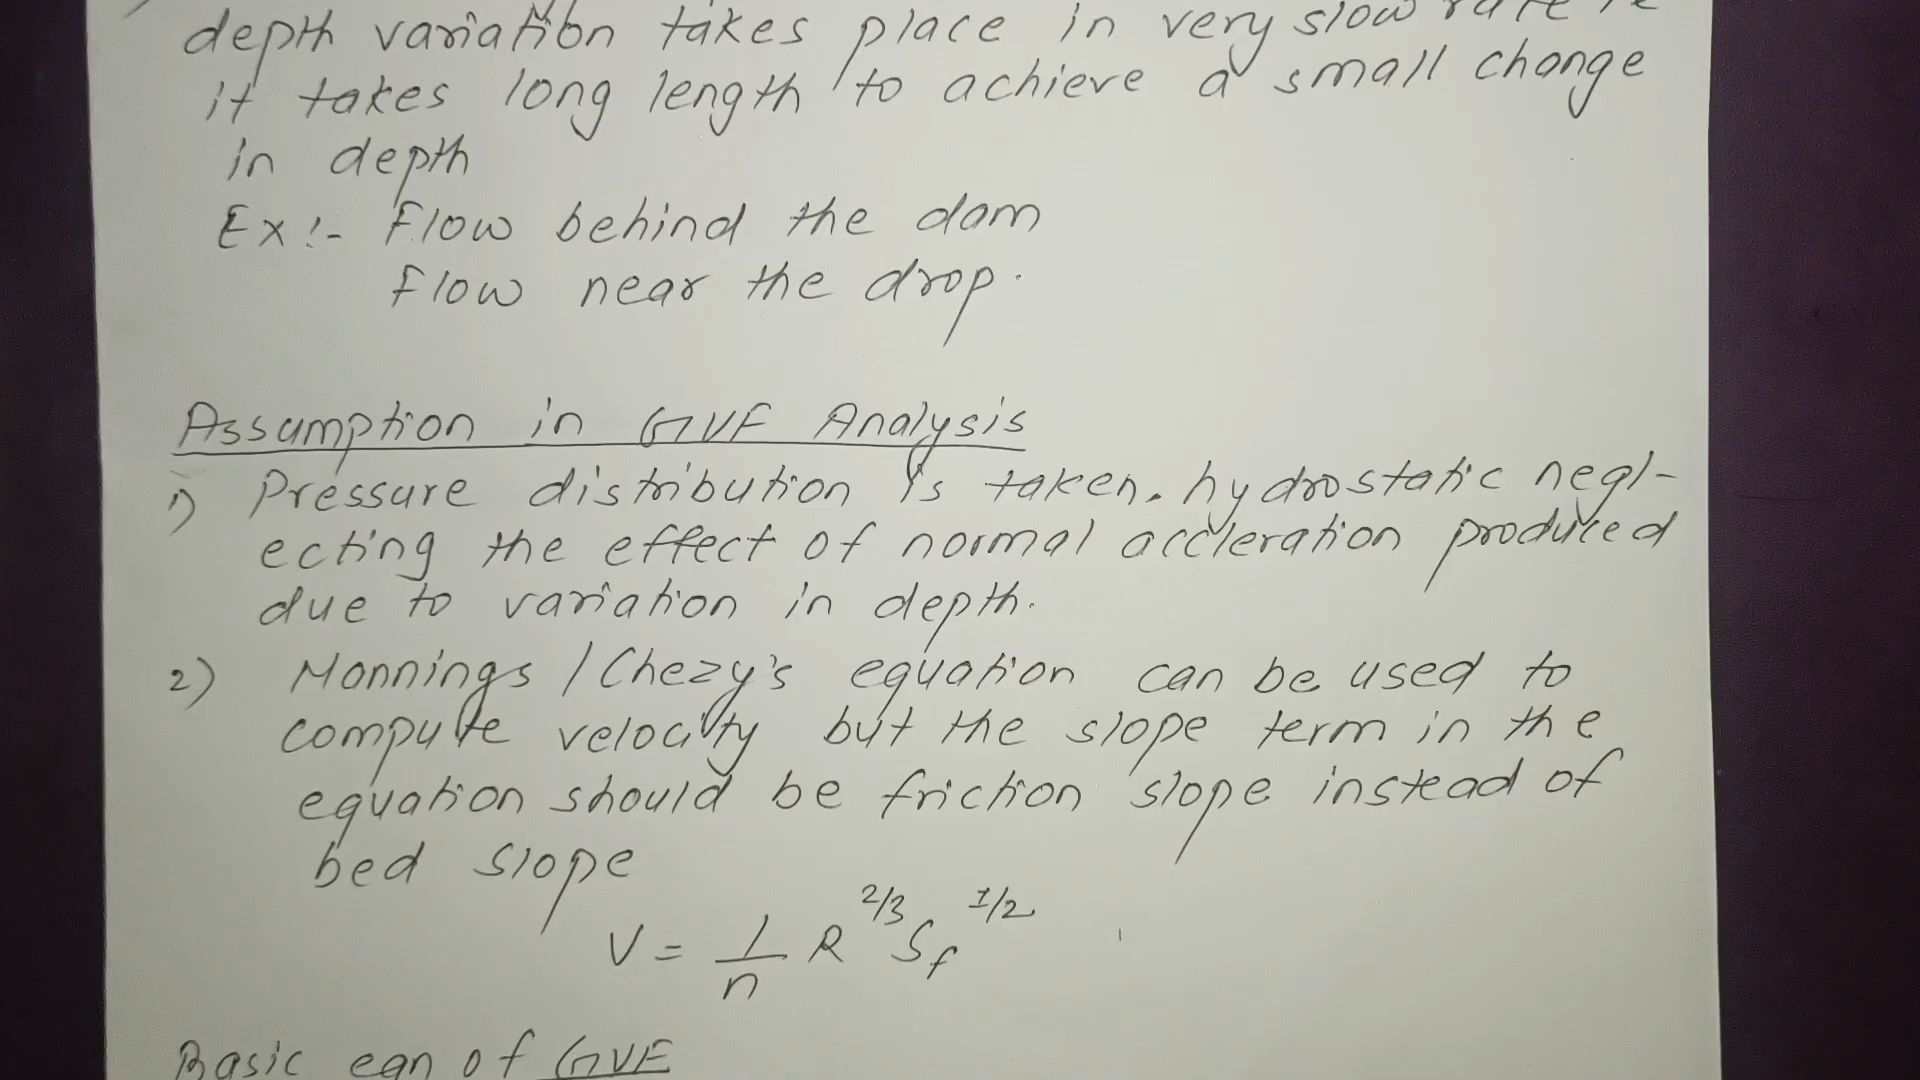 depth variation takes place in very slow rate ie
it takes long length to achieve a small change
in depth
Ex:- Flow behind the dam
Flow near the drop.
Assumption in GVF Analysis
1) Pressure distribution is taken. hydrostatic negl-
ecting the effect of normal accleration produced
due to variation in depth.
2) Mannings / Chezy's equation can be used to
compute velocity but the slope term in the
equation should be friction slope instead of
bed slope
V = 1/n R^2/3 S_f^1/2
Basic eqn of GVF